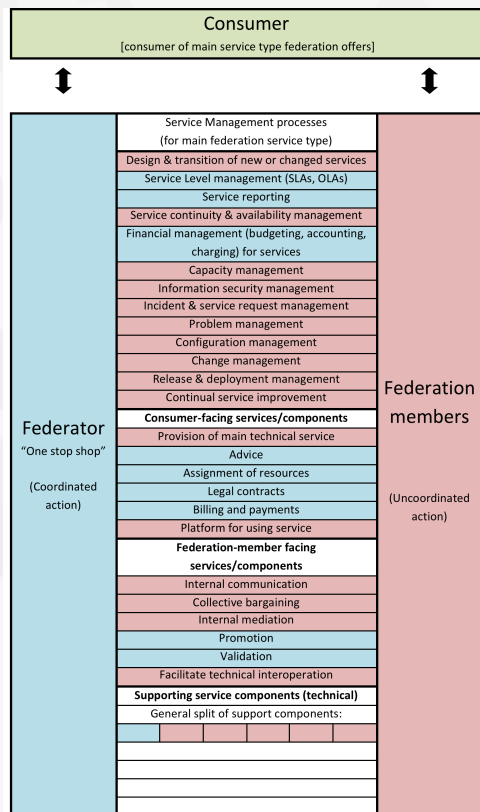 Consumer
[consumer of main service type federation offers]
Service Management processes
(for main federation service type)
Design & transition of new or changed services
Service Level management (SLAs, OLAs)
Service reporting
Service continuity & availability management
Financial management (budgeting, accounting,
charging) for services
Capacity management
Information security management
Incident & service request management
Problem management
Configuration management
Change management
Release & deployment management
Continual service improvement
Consumer-facing services/components
Provision of main technical service
Advice
Assignment of resources
Legal contracts
Billing and payments
Platform for using service
Federation-member facing
services/components
Internal communication
Collective bargaining
Internal mediation
Promotion
Validation
Facilitate technical interoperation
Supporting service components (technical)
General split of support components:
Federator
"One stop shop"
(Coordinated
action)
Federation
members
(Uncoordinated
action)